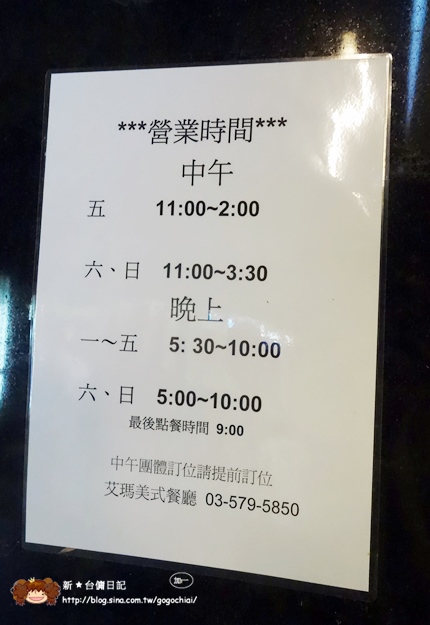 ***營業時間***
中午
五 11:00~2:00
六、日 11:00~3:30
晚上
一～五 5: 30~10:00
六、日 5:00~10:00
最後點餐時間 9:00
中午團體訂位請提前訂位
艾瑪美式餐廳 03-579-5850
加一
新★台傭日記
http://blog.sina.com.tw/gogochiai/